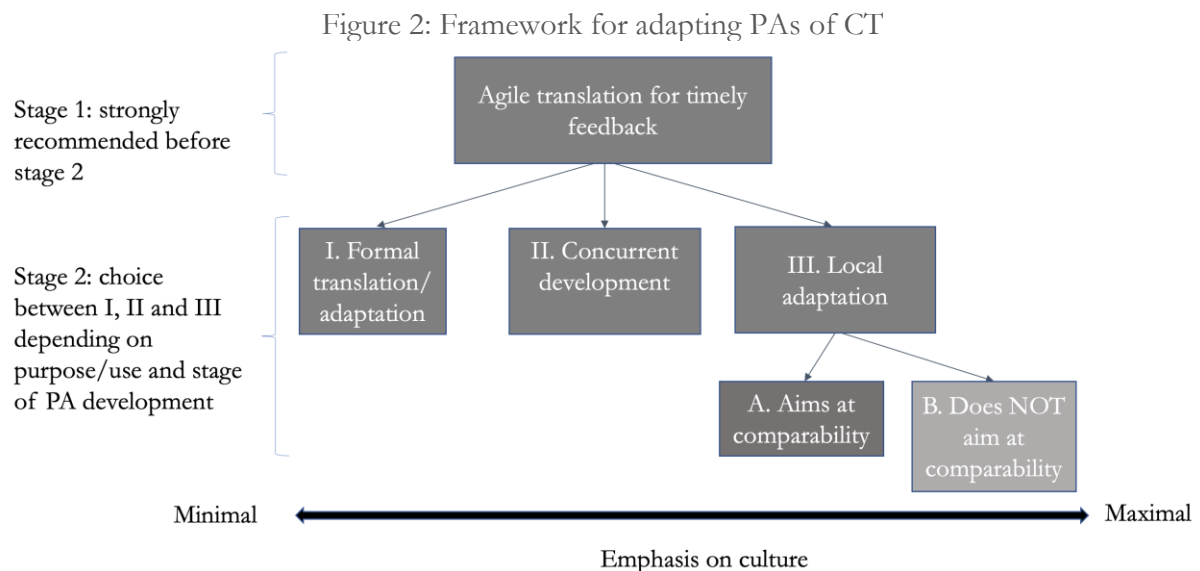 Figure 2: Framework for adapting PAs of CT
Stage 1: strongly
recommended before
stage 2
Agile translation for timely
feedback
Stage 2: choice
between I, II and III
depending on
purpose/use and stage
of PA development
I. Formal
translation/
adaptation
II. Concurrent
development
III. Local
adaptation
A. Aims at
comparability
B. Does NOT
aim at
comparability
Minimal
Maximal
Emphasis on culture